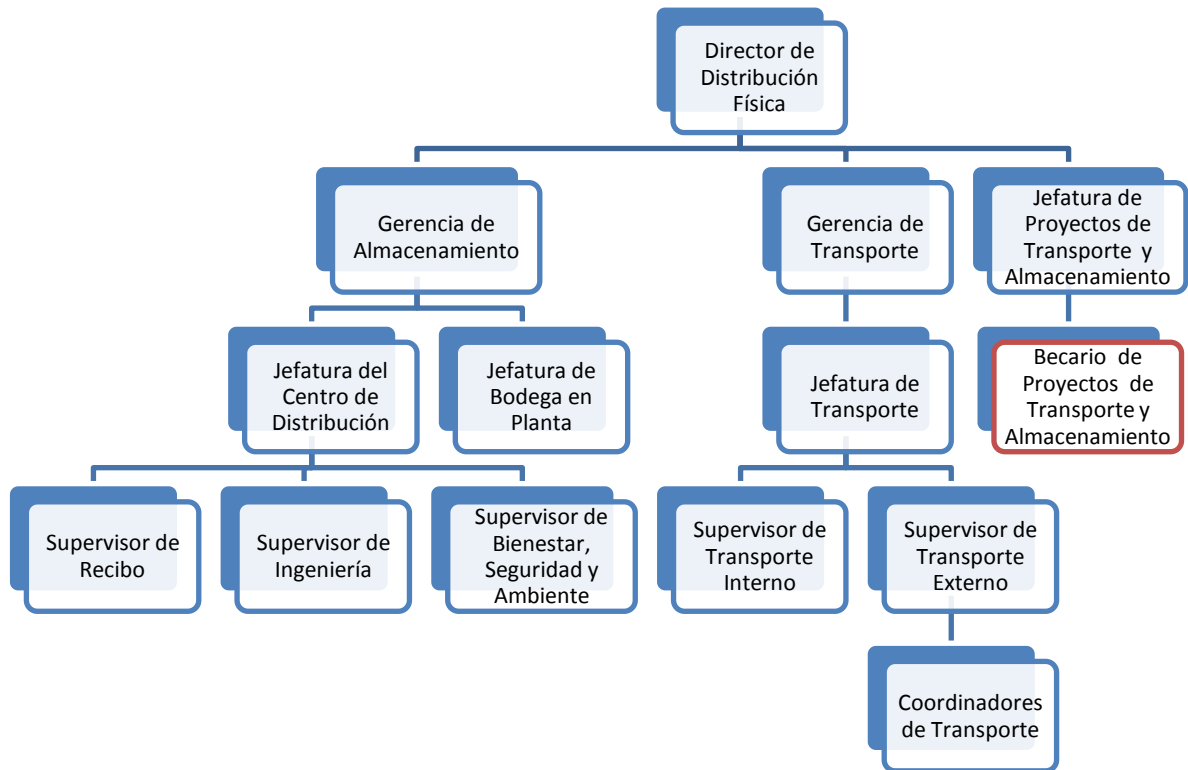 Director de
Distribución
Física
Gerencia de
Almacenamiento
Gerencia de
Transporte
Jefatura de
Proyectos de
Transporte y
Almacenamiento
Jefatura del
Centro de
Distribución
Jefatura de
Bodega en
Planta
Jefatura de
Transporte
Becario de
Proyectos de
Transporte y
Almacenamiento
Supervisor de
Recibo
Supervisor de
Ingeniería
Supervisor de
Bienestar,
Seguridad y
Ambiente
Supervisor de
Transporte
Interno
Supervisor de
Transporte
Externo
Coordinadores
de Transporte